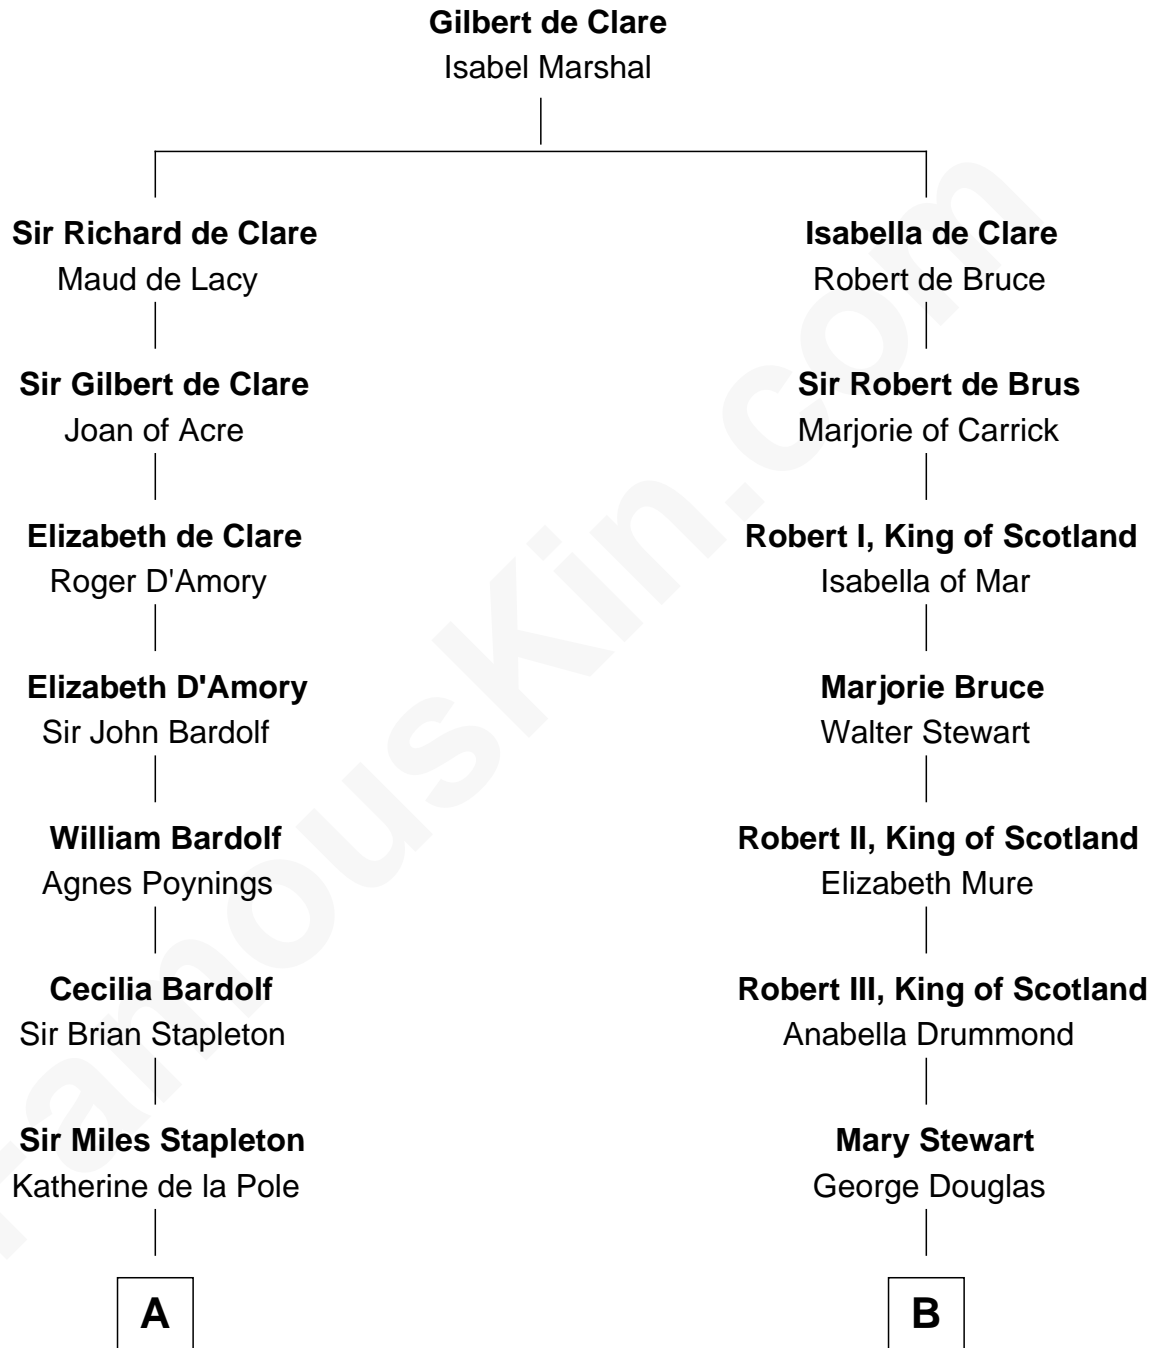 Gilbert de Clare
Isabel Marshal
Sir Richard de Clare
Maud de Lacy
Isabella de Clare
Robert de Bruce
Sir Gilbert de Clare
Joan of Acre
Sir Robert de Brus
Marjorie of Carrick
Elizabeth de Clare
Roger D'Amory
Robert I, King of Scotland
Isabella of Mar
Elizabeth D'Amory
Sir John Bardolf
Marjorie Bruce
Walter Stewart
William Bardolf
Agnes Poynings
Robert II, King of Scotland
Elizabeth Mure
Cecilia Bardolf
Sir Brian Stapleton
Robert III, King of Scotland
Anabella Drummond
Sir Miles Stapleton
Katherine de la Pole
Mary Stewart
George Douglas
A
B
FamousKin.com